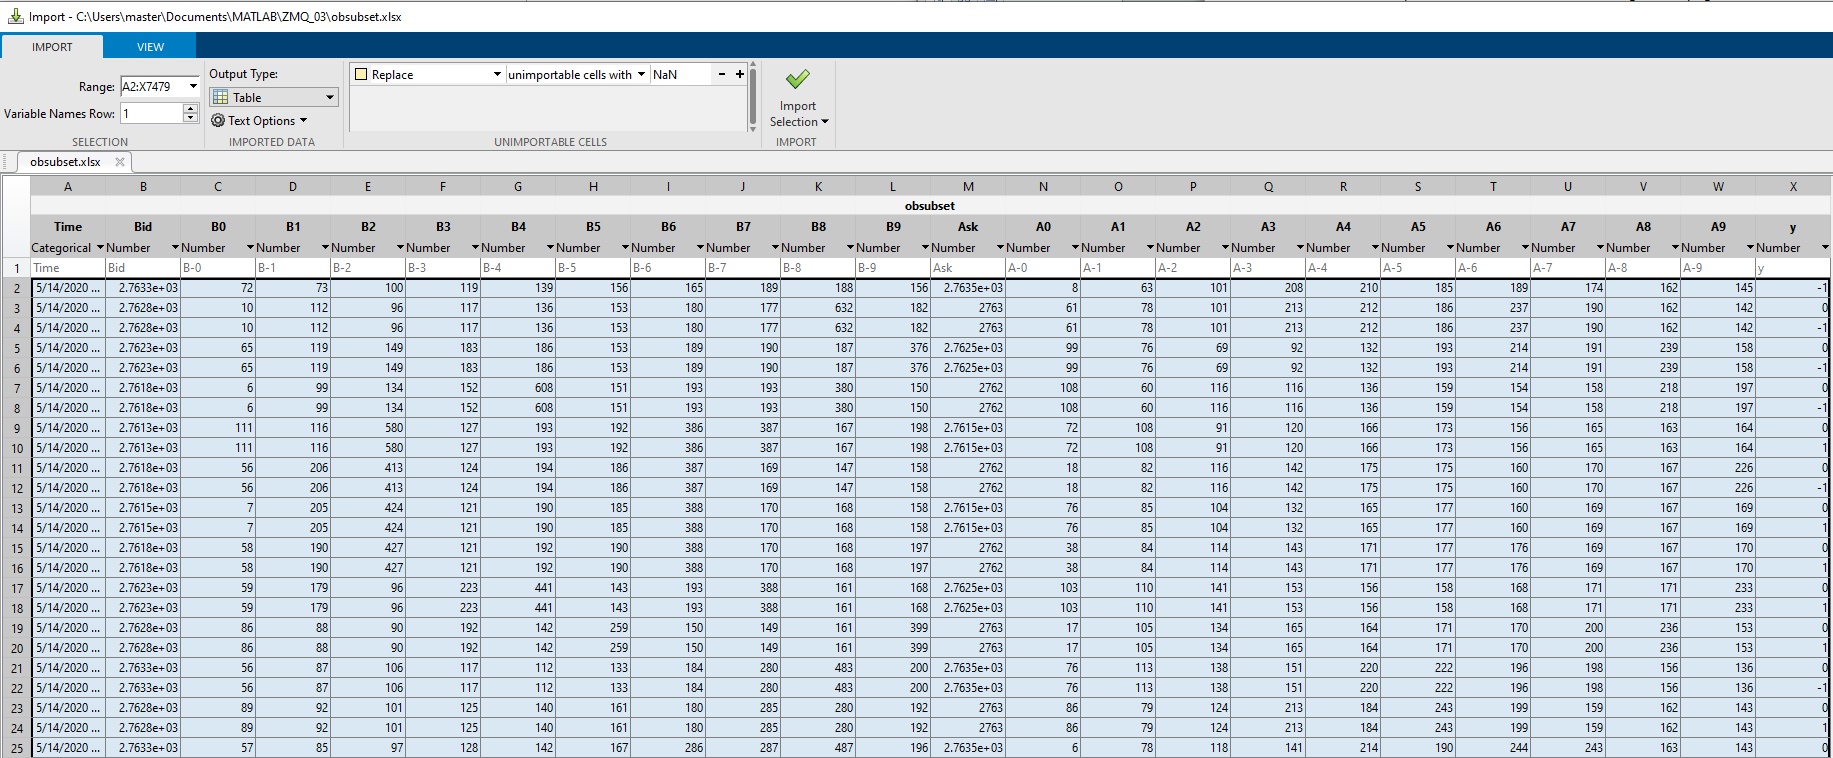 Import - C:\Users\master\Documents\MATLAB\ZMQ_03\obsubset.xlsx
IMPORT VIEW
Range: A2:X7479
Variable Names Row: 1
SELECTION
Output Type:
Table
Text Options
IMPORTED DATA
Replace unimportable cells with NaN - +
UNIMPORTABLE CELLS
Import
Selection
IMPORT
obsubset.xlsx
A B C D E F G H I J K L M N O P Q R S T U V W X
obsubset
Time Bid B0 B1 B2 B3 B4 B5 B6 B7 B8 B9 Ask A0 A1 A2 A3 A4 A5 A6 A7 A8 A9 y
Categorical Number Number Number Number Number Number Number Number Number Number Number Number Number Number Number Number Number Number Number Number Number Number Number
1 Time Bid B-0 B-1 B-2 B-3 B-4 B-5 B-6 B-7 B-8 B-9 Ask A-0 A-1 A-2 A-3 A-4 A-5 A-6 A-7 A-8 A-9 y
2 5/14/2020 ... 2.7633e+03 72 73 100 119 139 156 165 189 188 156 2.7635e+03 8 63 101 208 210 185 189 174 162 145 -1
3 5/14/2020 ... 2.7628e+03 10 112 96 117 136 153 180 177 632 182 2763 61 78 101 213 212 186 237 190 162 142 0
4 5/14/2020 ... 2.7628e+03 10 112 96 117 136 153 180 177 632 182 2763 61 78 101 213 212 186 237 190 162 142 -1
5 5/14/2020 ... 2.7623e+03 65 119 149 183 186 153 189 190 187 376 2.7625e+03 99 76 69 92 132 193 214 191 239 158 0
6 5/14/2020 ... 2.7623e+03 65 119 149 183 186 153 189 190 187 376 2.7625e+03 99 76 69 92 132 193 214 191 239 158 -1
7 5/14/2020 ... 2.7618e+03 6 99 134 152 608 151 193 193 380 150 2762 108 60 116 116 136 159 154 158 218 197 0
8 5/14/2020 ... 2.7618e+03 6 99 134 152 608 151 193 193 380 150 2762 108 60 116 116 136 159 154 158 218 197 -1
9 5/14/2020 ... 2.7613e+03 111 116 580 127 193 192 386 387 167 198 2.7615e+03 72 108 91 120 166 173 156 165 163 164 0
10 5/14/2020 ... 2.7613e+03 111 116 580 127 193 192 386 387 167 198 2.7615e+03 72 108 91 120 166 173 156 165 163 164 1
11 5/14/2020 ... 2.7618e+03 56 206 413 124 194 186 387 169 147 158 2762 18 82 116 142 175 175 160 170 167 226 0
12 5/14/2020 ... 2.7618e+03 56 206 413 124 194 186 387 169 147 158 2762 18 82 116 142 175 175 160 170 167 226 -1
13 5/14/2020 ... 2.7615e+03 7 205 424 121 190 185 388 170 168 158 2.7615e+03 76 85 104 132 165 177 160 169 167 169 0
14 5/14/2020 ... 2.7615e+03 7 205 424 121 190 185 388 170 168 158 2.7615e+03 76 85 104 132 165 177 160 169 167 169 1
15 5/14/2020 ... 2.7618e+03 58 190 427 121 192 190 388 170 168 197 2762 38 84 114 143 171 177 176 169 167 170 0
16 5/14/2020 ... 2.7618e+03 58 190 427 121 192 190 388 170 168 197 2762 38 84 114 143 171 177 176 169 167 170 1
17 5/14/2020 ... 2.7623e+03 59 179 96 223 441 143 193 388 161 168 2.7625e+03 103 110 141 153 156 158 168 171 171 233 0
18 5/14/2020 ... 2.7623e+03 59 179 96 223 441 143 193 388 161 168 2.7625e+03 103 110 141 153 156 158 168 171 171 233 1
19 5/14/2020 ... 2.7628e+03 86 88 90 192 142 259 150 149 161 399 2763 17 105 134 165 164 171 170 200 236 153 0
20 5/14/2020 ... 2.7628e+03 86 88 90 192 142 259 150 149 161 399 2763 17 105 134 165 164 171 170 200 236 153 1
21 5/14/2020 ... 2.7633e+03 56 87 106 117 112 133 184 280 483 200 2.7635e+03 76 113 138 151 220 222 196 198 156 136 0
22 5/14/2020 ... 2.7633e+03 56 87 106 117 112 133 184 280 483 200 2.7635e+03 76 113 138 151 220 222 196 198 156 136 -1
23 5/14/2020 ... 2.7628e+03 89 92 101 125 140 161 180 285 280 192 2763 86 79 124 213 184 243 199 159 162 143 0
24 5/14/2020 ... 2.7628e+03 89 92 101 125 140 161 180 285 280 192 2763 86 79 124 213 184 243 199 159 162 143 1
25 5/14/2020 ... 2.7633e+03 57 85 97 128 142 167 286 287 487 196 2.7635e+03 6 78 118 141 214 190 244 243 163 143 0